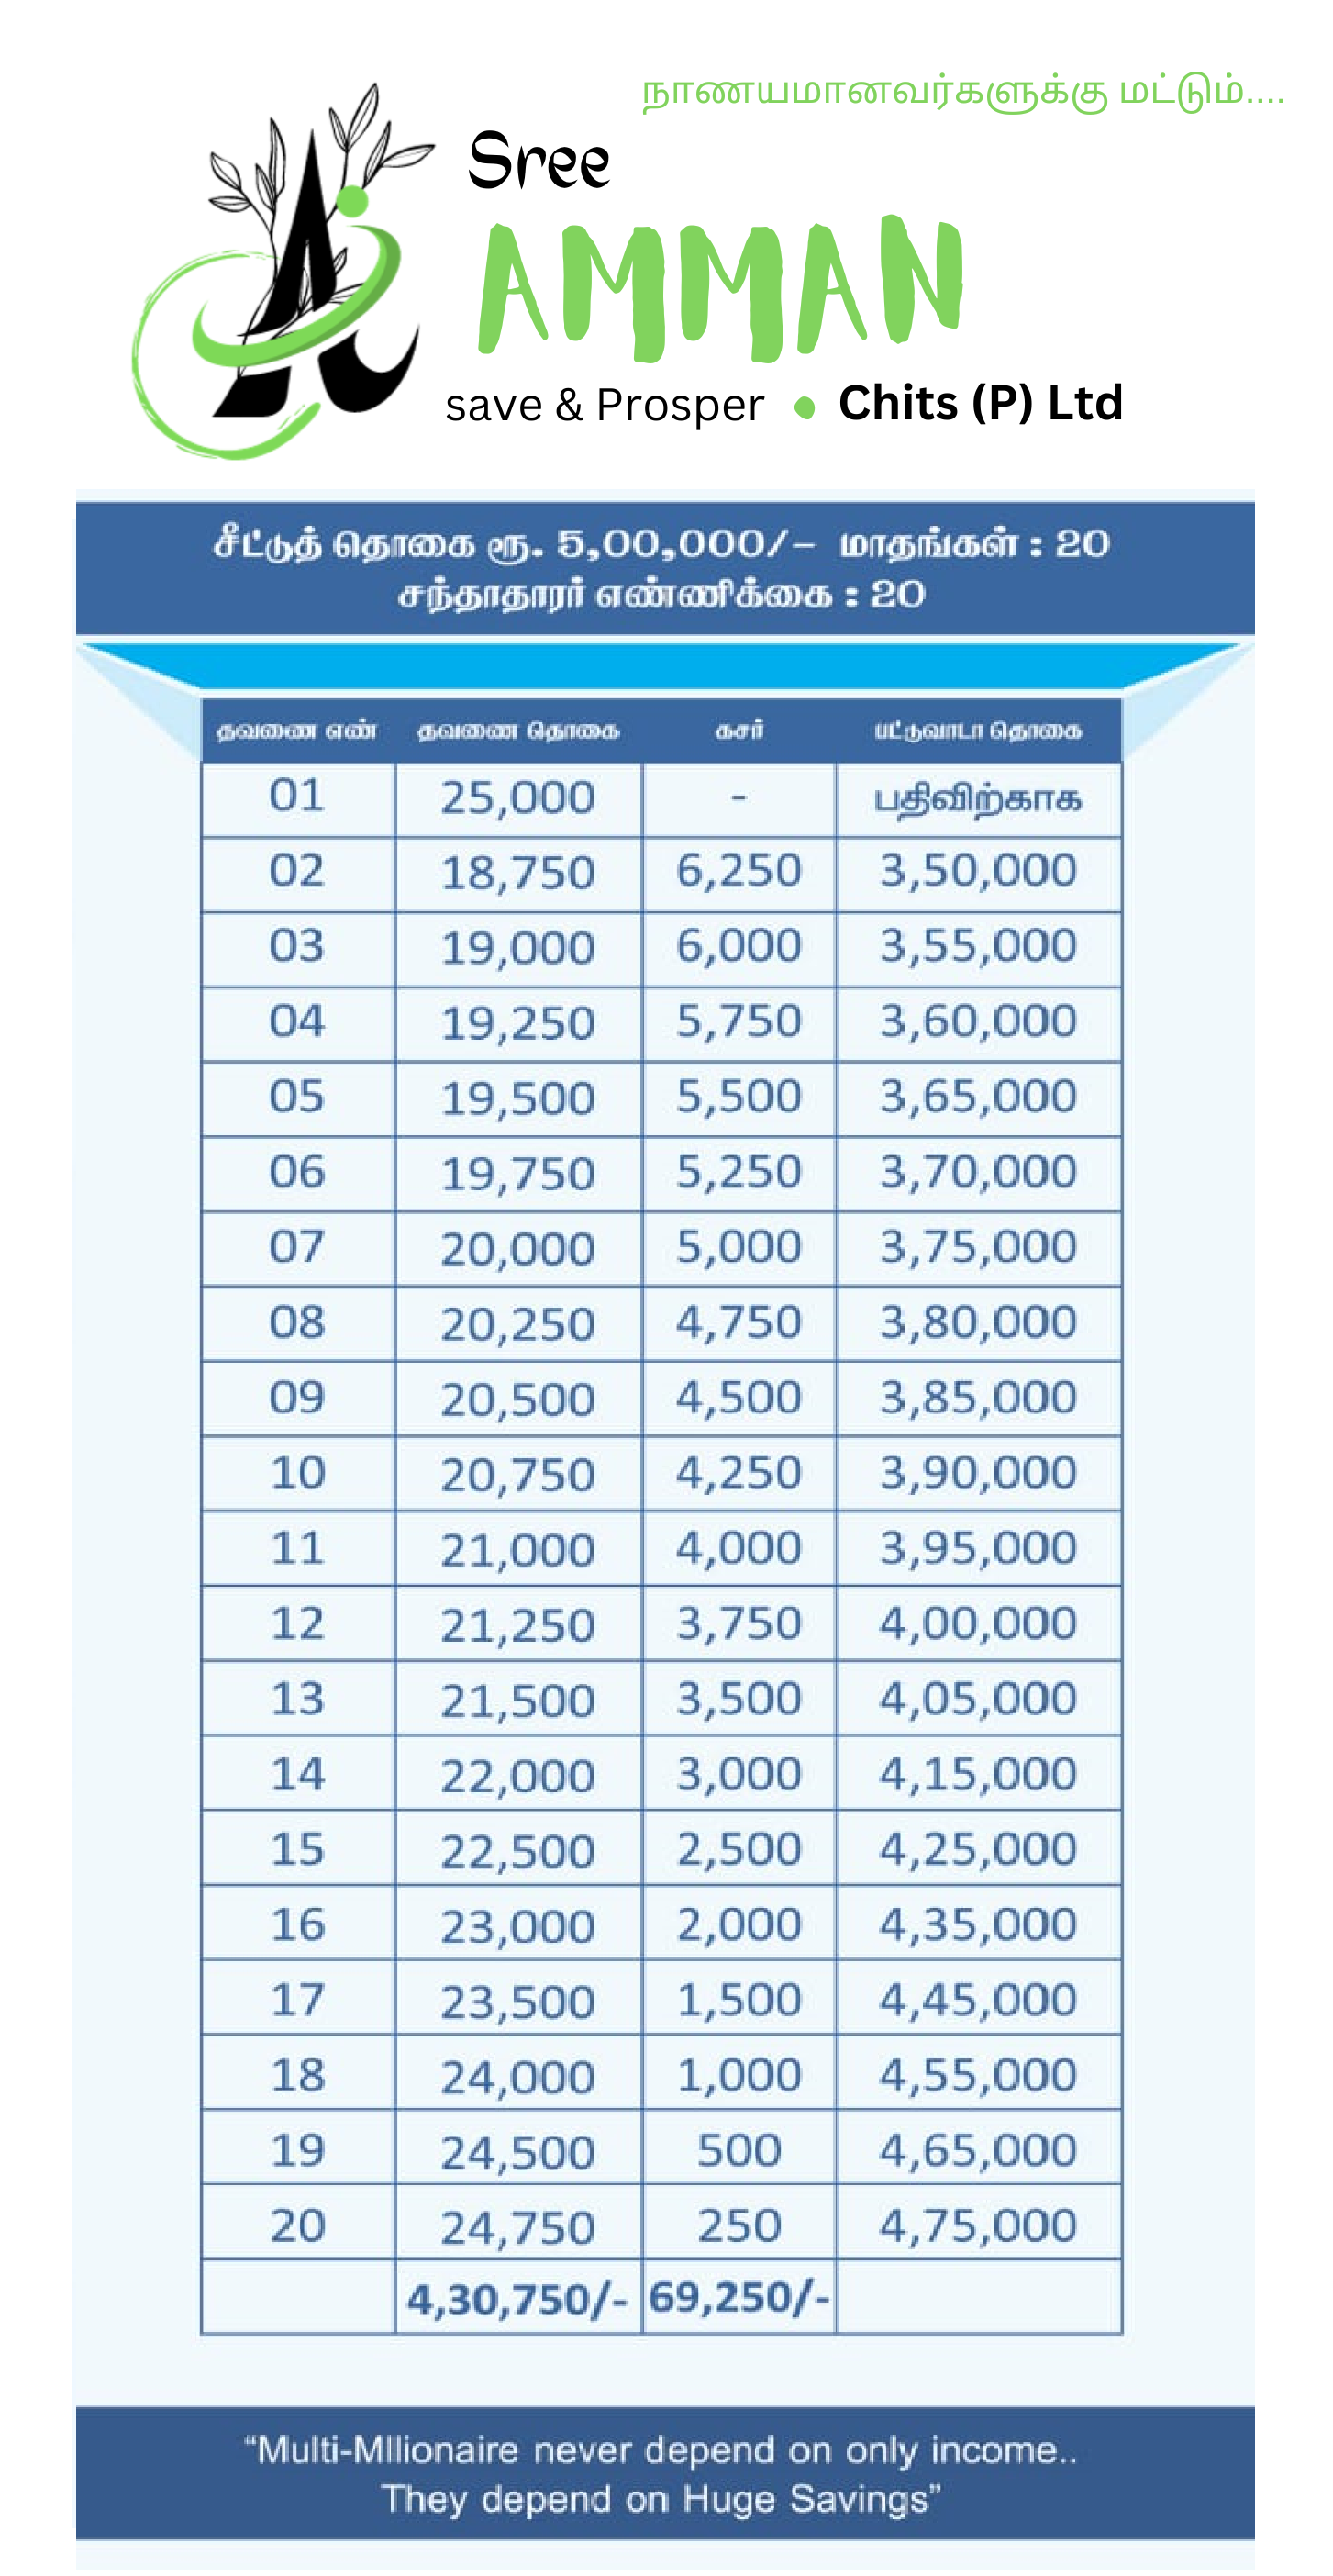 நாணயமானவர்களுக்கு மட்டும்....
Sree
AMMAN
save & Prosper • Chits (P) Ltd
சீட்டுத் தொகை ரூ. 5,00,000/- மாதங்கள் : 20
சந்தாதாரர் எண்ணிக்கை : 20
தவணை எண் தவணை தொகை கசர் பட்டுவாடா தொகை
01 25,000 - பதிவிற்காக
02 18,750 6,250 3,50,000
03 19,000 6,000 3,55,000
04 19,250 5,750 3,60,000
05 19,500 5,500 3,65,000
06 19,750 5,250 3,70,000
07 20,000 5,000 3,75,000
08 20,250 4,750 3,80,000
09 20,500 4,500 3,85,000
10 20,750 4,250 3,90,000
11 21,000 4,000 3,95,000
12 21,250 3,750 4,00,000
13 21,500 3,500 4,05,000
14 22,000 3,000 4,15,000
15 22,500 2,500 4,25,000
16 23,000 2,000 4,35,000
17 23,500 1,500 4,45,000
18 24,000 1,000 4,55,000
19 24,500 500 4,65,000
20 24,750 250 4,75,000
4,30,750/- 69,250/-
“Multi-MIlionaire never depend on only income..
They depend on Huge Savings”